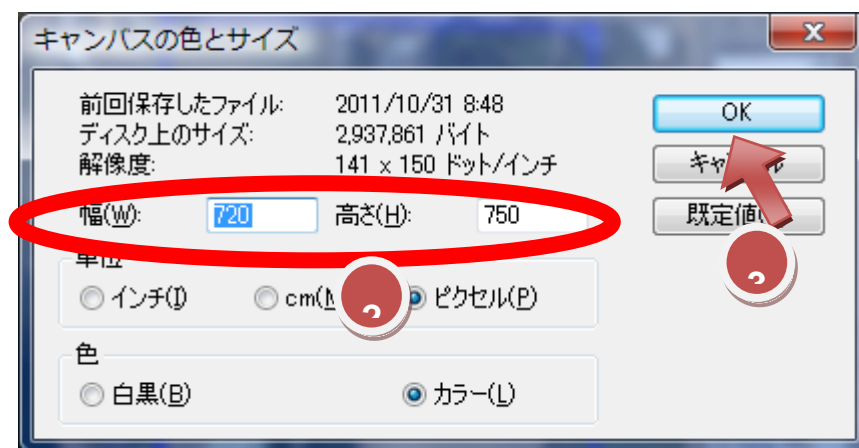 キャンバスの色とサイズ
前回保存したファイル: 2011/10/31 8:48
ディスク上のサイズ: 2,937,861 バイト
解像度: 141 x 150 ドット/インチ
OK
幅(W): 720 高さ(H): 750
単位
インチ(I) cm( ピクセル(P)
色
白黒(B) カラー(L)